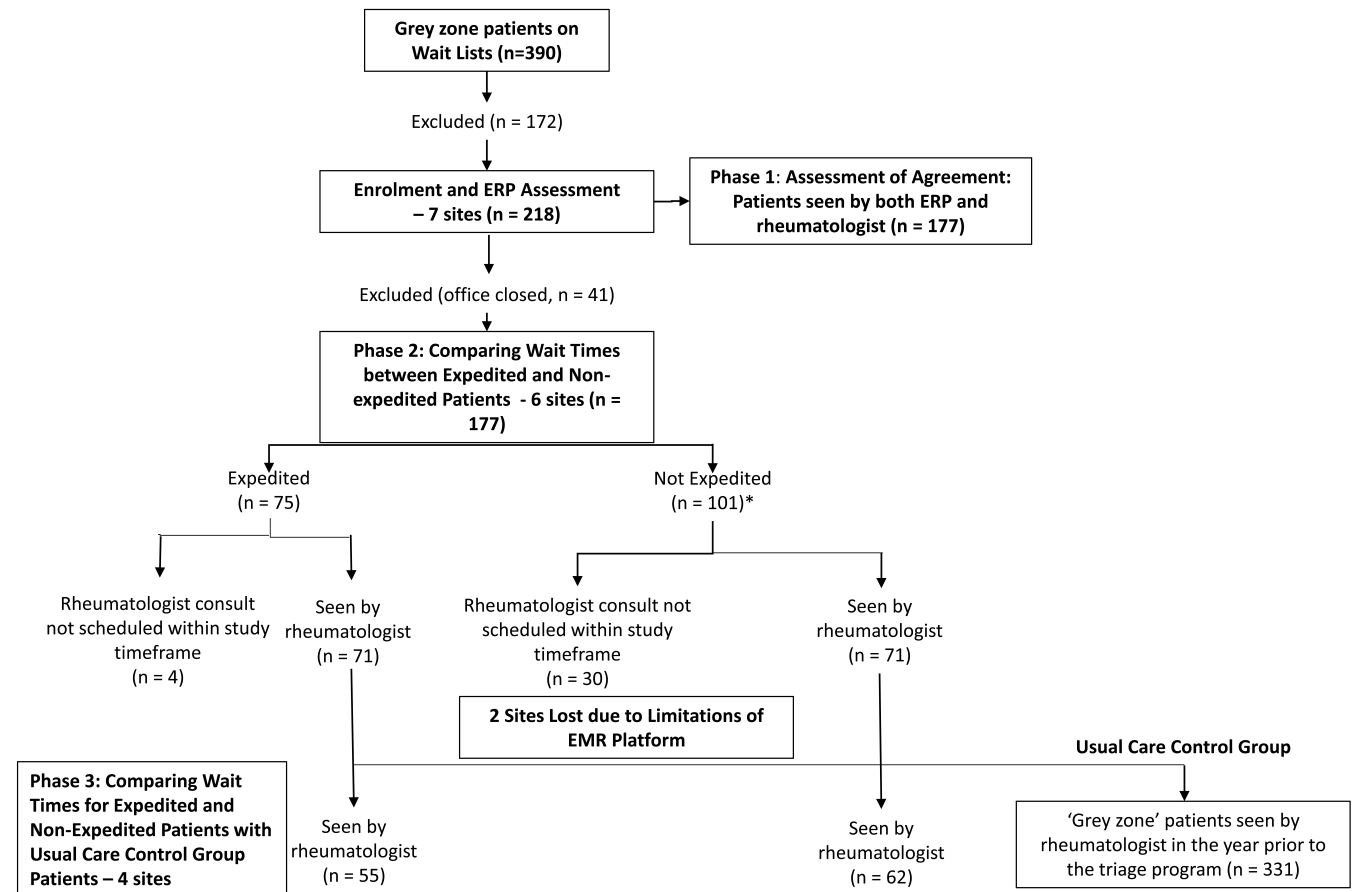 Grey zone patients on
Wait Lists (n=390)
Excluded (n = 172)
Enrolment and ERP Assessment
– 7 sites (n = 218)
Phase 1: Assessment of Agreement:
Patients seen by both ERP and
rheumatologist (n = 177)
Excluded (office closed, n = 41)
Phase 2: Comparing Wait Times
between Expedited and Non-
expedited Patients - 6 sites (n =
177)
Expedited
(n = 75)
Not Expedited
(n = 101)*
Rheumatologist consult
not scheduled within study
timeframe
(n = 4)
Seen by
rheumatologist
(n = 71)
Rheumatologist consult not
scheduled within study
timeframe
(n = 30)
Seen by
rheumatologist
(n = 71)
2 Sites Lost due to Limitations of
EMR Platform
Usual Care Control Group
Phase 3: Comparing Wait
Times for Expedited and
Non-Expedited Patients with
Usual Care Control Group
Patients – 4 sites
Seen by
rheumatologist
(n = 55)
Seen by
rheumatologist
(n = 62)
‘Grey zone’ patients seen by
rheumatologist in the year prior to
the triage program (n = 331)